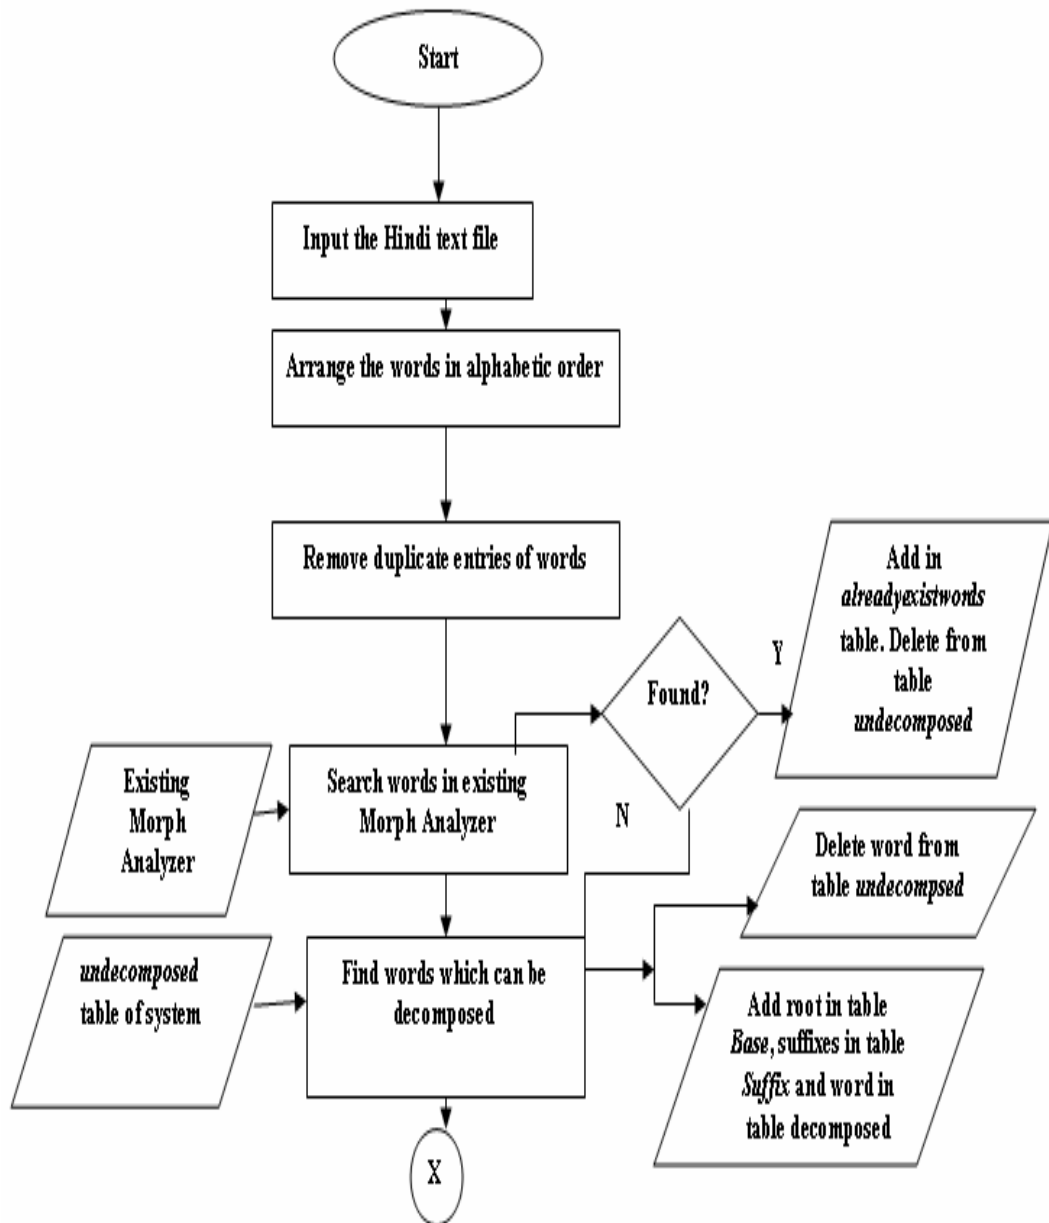 Start
Input the Hindi text file
Arrange the words in alphabetic order
Remove duplicate entries of words
Add in
alreadyexistwords
table. Delete from
table
undecomposed
Y
Found?
Existing
Morph
Analyzer
Search words in existing
Morph Analyzer
N
Delete word from
table undecompsed
undecomposed
table of system
Find words which can be
decomposed
Add root in table
Base, suffixes in table
Suffix and word in
table decomposed
X